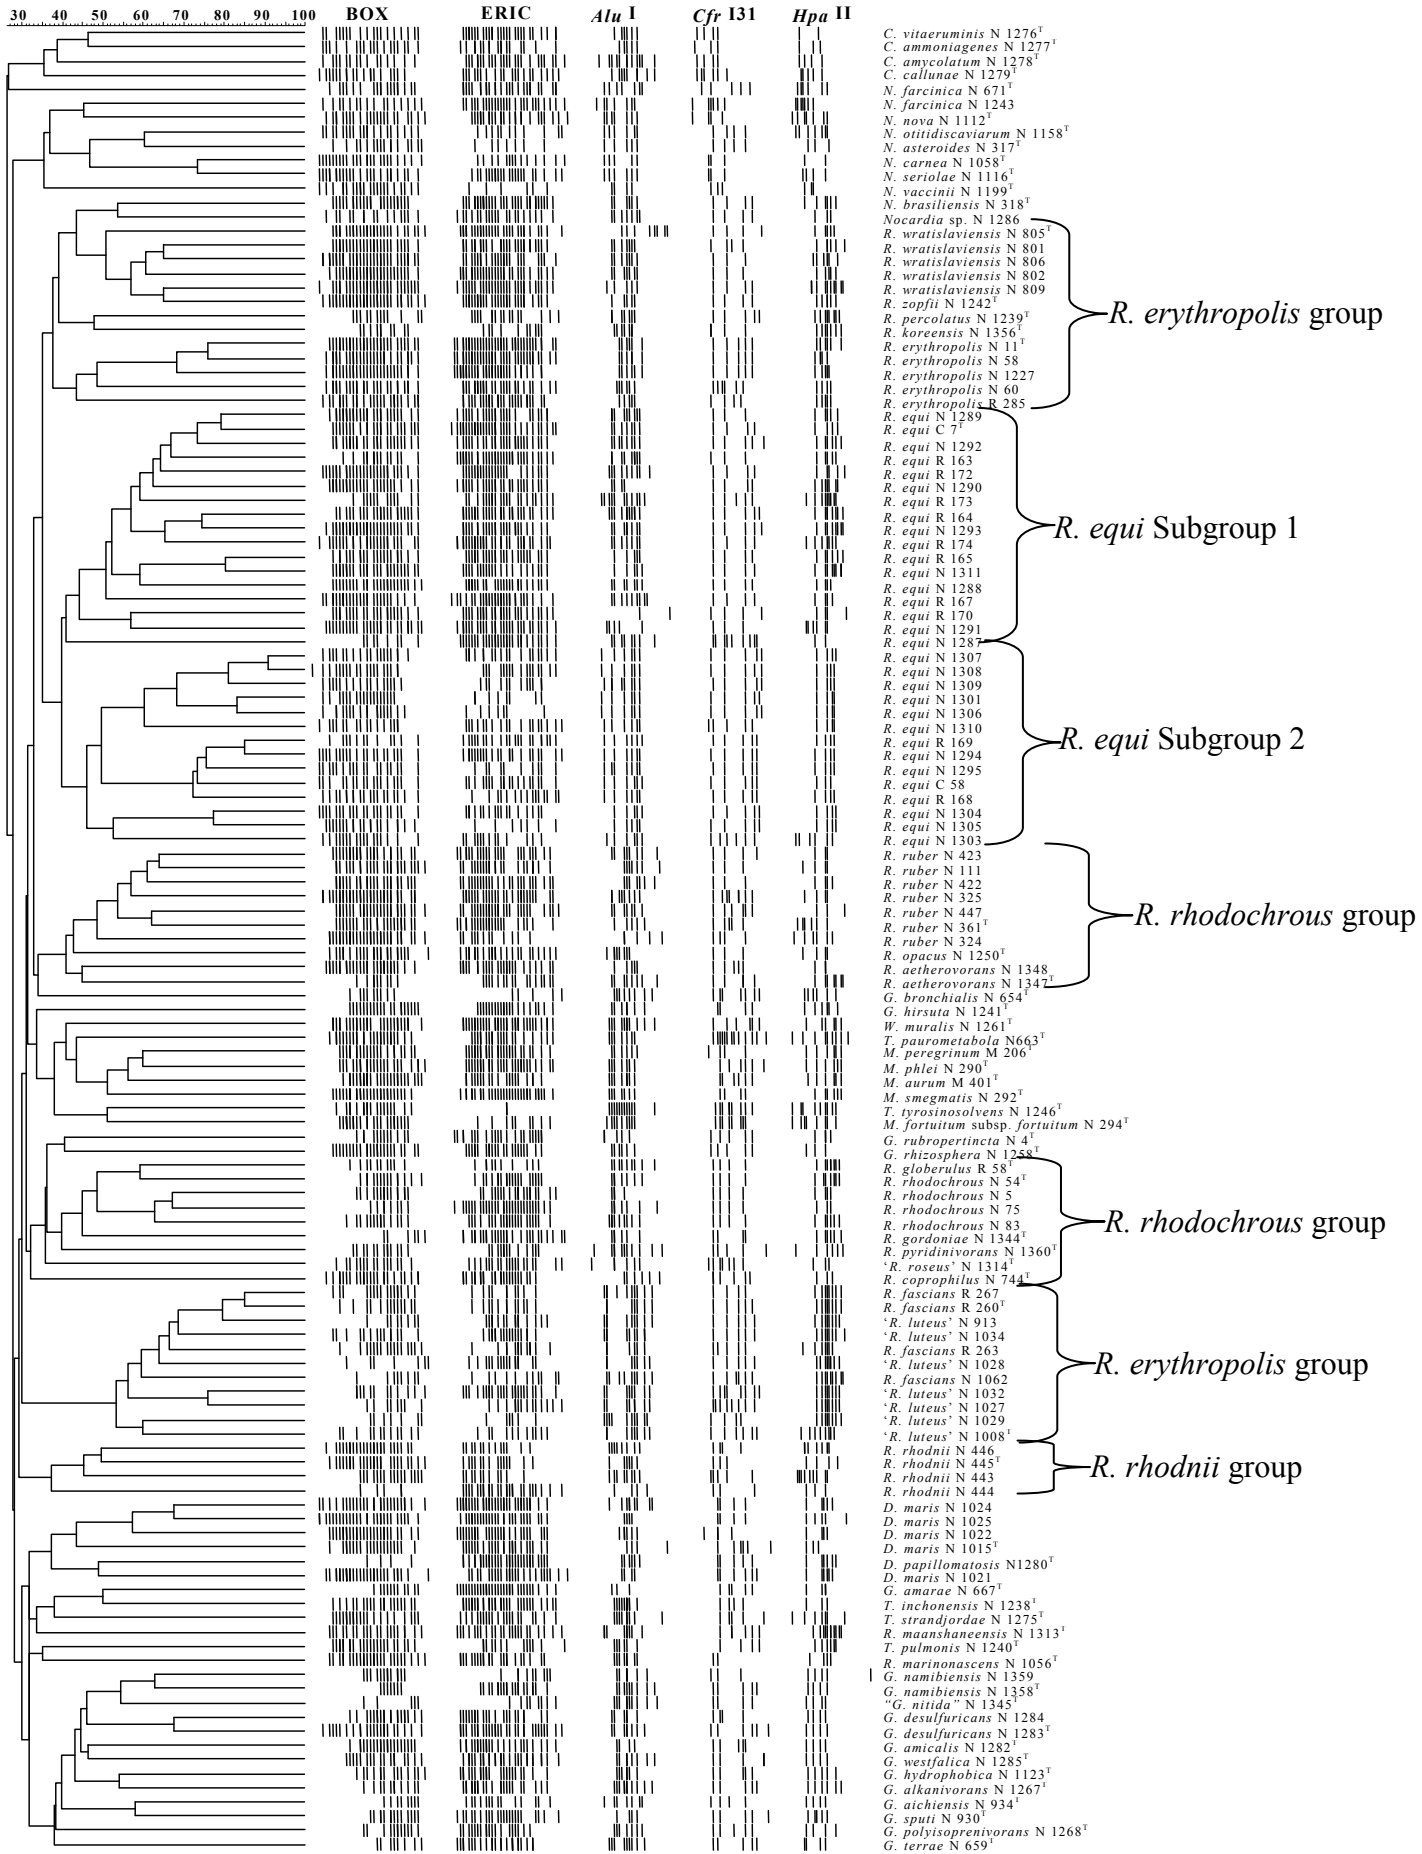 30 40 50 60 70 80 90 100 BOX ERIC Alu I Cfr I31 Hpa II
C. vitaeruminis N 1276T
C. ammoniagenes N 1277T
C. amycolatum N 1278T
C. callunae N 1279T
N. farcinica N 671T
N. farcinica N 1243
N. nova N 1112T
N. otitidiscaviarum N 1158T
N. asteroides N 317T
N. carnea N 1058T
N. seriolae N 1116T
N. vaccinii N 1199T
N. brasiliensis N 318T
Nocardia sp. N 1286
R. wratislaviensis N 805T
R. wratislaviensis N 801
R. wratislaviensis N 806
R. wratislaviensis N 802
R. wratislaviensis N 809
R. zopfii N 1242T
R. percolatus N 1239T
R. erythropolis group
R. koreensis N 1356T
R. erythropolis N 11T
R. erythropolis N 58
R. erythropolis N 1227
R. erythropolis N 60
R. erythropolis R 285
R. equi N 1289
R. equi C 7T
R. equi N 1292
R. equi R 163
R. equi R 172
R. equi N 1290
R. equi R 173
R. equi R 164
R. equi N 1293
R. equi Subgroup 1
R. equi R 174
R. equi R 165
R. equi N 1311
R. equi N 1288
R. equi R 167
R. equi R 170
R. equi N 1291
R. equi N 1287
R. equi N 1307
R. equi N 1308
R. equi N 1309
R. equi N 1301
R. equi N 1306
R. equi N 1310
R. equi R 169
R. equi Subgroup 2
R. equi N 1294
R. equi N 1295
R. equi C 58
R. equi R 168
R. equi N 1304
R. equi N 1305
R. equi N 1303
R. ruber N 423
R. ruber N 111
R. ruber N 422
R. ruber N 325
R. ruber N 447
R. rhodochrous group
R. ruber N 361T
R. ruber N 324
R. opacus N 1250T
R. aetherovorans N 1348
R. aetherovorans N 1347T
G. bronchialis N 654T
G. hirsuta N 1241T
W. muralis N 1261T
T. paurometabola N663T
M. peregrinum M 206T
M. phlei N 290T
M. aurum M 401T
M. smegmatis N 292T
T. tyrosinosolvens N 1246T
M. fortuitum subsp. fortuitum N 294T
G. rubropertincta N 4T
G. rhizosphera N 1258T
R. globerulus R 58T
R. rhodochrous N 54T
R. rhodochrous N 5
R. rhodochrous N 75
R. rhodochrous N 83
R. rhodochrous group
R. gordoniae N 1344T
R. pyridinivorans N 1360T
‘R. roseus’ N 1314T
R. coprophilus N 744T
R. fascians R 267
R. fascians R 260T
‘R. luteus’ N 913
‘R. luteus’ N 1034
R. fascians R 263
‘R. luteus’ N 1028
R. erythropolis group
R. fascians N 1062
‘R. luteus’ N 1032
‘R. luteus’ N 1027
‘R. luteus’ N 1029
‘R. luteus’ N 1008T
R. rhodnii N 446
R. rhodnii N 445T
R. rhodnii group
R. rhodnii N 443
R. rhodnii N 444
D. maris N 1024
D. maris N 1025
D. maris N 1022
D. maris N 1015T
D. papillomatosis N1280T
D. maris N 1021
G. amarae N 667T
T. inchonensis N 1238T
T. strandjordae N 1275T
R. maanshaneensis N 1313T
T. pulmonis N 1240T
R. marinonascens N 1056T
G. namibiensis N 1359
G. namibiensis N 1358T
“G. nitida” N 1345T
G. desulfuricans N 1284
G. desulfuricans N 1283T
G. amicalis N 1282T
G. westfalica N 1285T
G. hydrophobica N 1123T
G. alkanivorans N 1267T
G. aichiensis N 934T
G. sputi N 930T
G. polyisoprenivorans N 1268T
G. terrae N 659T